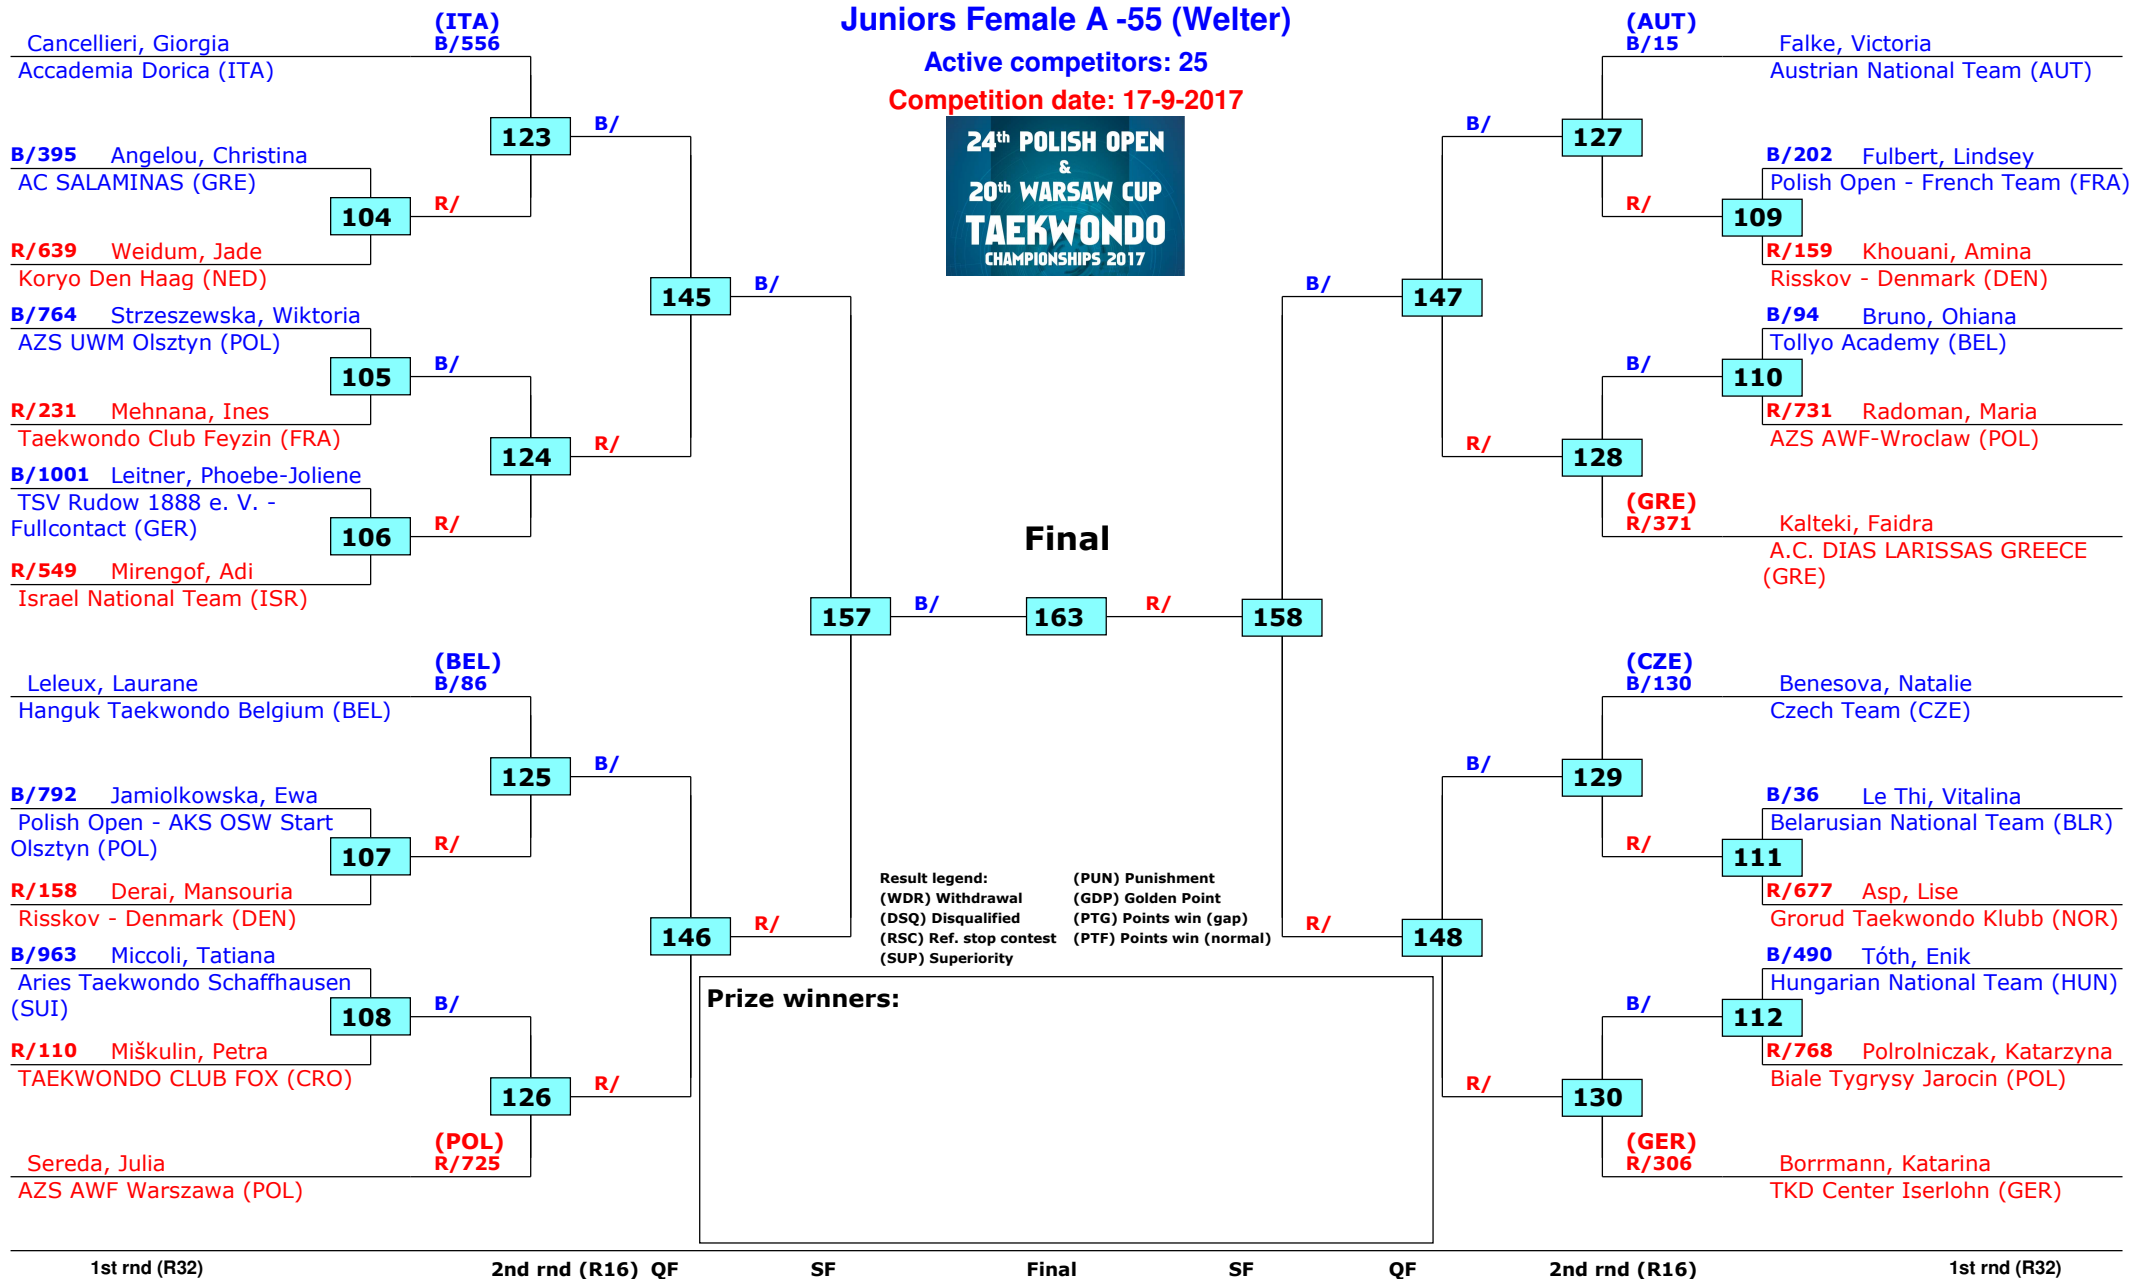 Juniors Female A -55 (Welter)
Active competitors: 25
Competition date: 17-9-2017
24th POLISH OPEN
&
20th WARSAW CUP
TAEKWONDO
CHAMPIONSHIPS 2017
(ITA)
Cancellieri, Giorgia B/556
Accademia Dorica (ITA)
123 B/
B/395 Angelou, Christina
AC SALAMINAS (GRE)
104 R/
R/639 Weidum, Jade
Koryo Den Haag (NED)
145 B/
B/764 Strzeszewska, Wiktoria
AZS UWM Olsztyn (POL)
105 B/
R/231 Mehnana, Ines
Taekwondo Club Feyzin (FRA)
124 R/
B/1001 Leitner, Phoebe-Joliene
TSV Rudow 1888 e. V. -
Fullcontact (GER)
106 R/
R/549 Mirengof, Adi
Israel National Team (ISR)
157 B/
(BEL)
Leleux, Laurane B/86
Hanguk Taekwondo Belgium (BEL)
125 B/
B/792 Jamiolkowska, Ewa
Polish Open - AKS OSW Start
Olsztyn (POL)
107 R/
R/158 Derai, Mansouria
Risskov - Denmark (DEN)
146 R/
B/963 Miccoli, Tatiana
Aries Taekwondo Schaffhausen
(SUI)
108 B/
R/110 Miškulin, Petra
TAEKWONDO CLUB FOX (CRO)
126 R/
(POL)
Sereda, Julia R/725
AZS AWF Warszawa (POL)
Final
163
(AUT)
B/15 Falke, Victoria
Austrian National Team (AUT)
B/ 127
B/202 Fulbert, Lindsey
Polish Open - French Team (FRA)
R/ 109
R/159 Khouani, Amina
Risskov - Denmark (DEN)
B/ 147
B/94 Bruno, Ohiana
Tollyo Academy (BEL)
B/ 110
R/731 Radoman, Maria
AZS AWF-Wroclaw (POL)
R/ 128
(GRE)
R/371 Kalteki, Faidra
A.C. DIAS LARISSAS GREECE
(GRE)
R/ 158
(CZE)
B/130 Benesova, Natalie
Czech Team (CZE)
B/ 129
B/36 Le Thi, Vitalina
Belarusian National Team (BLR)
R/ 111
R/677 Asp, Lise
Grorud Taekwondo Klubb (NOR)
R/ 148
B/490 Tóth, Enik
Hungarian National Team (HUN)
B/ 112
R/768 Polrolniczak, Katarzyna
Biale Tygrysy Jarocin (POL)
R/ 130
(GER)
R/306 Borrmann, Katarina
TKD Center Iserlohn (GER)
Result legend: (PUN) Punishment
(WDR) Withdrawal (GDP) Golden Point
(DSQ) Disqualified (PTG) Points win (gap)
(RSC) Ref. stop contest (PTF) Points win (normal)
(SUP) Superiority
Prize winners:
1st rnd (R32) 2nd rnd (R16) QF SF Final SF QF 2nd rnd (R16) 1st rnd (R32)